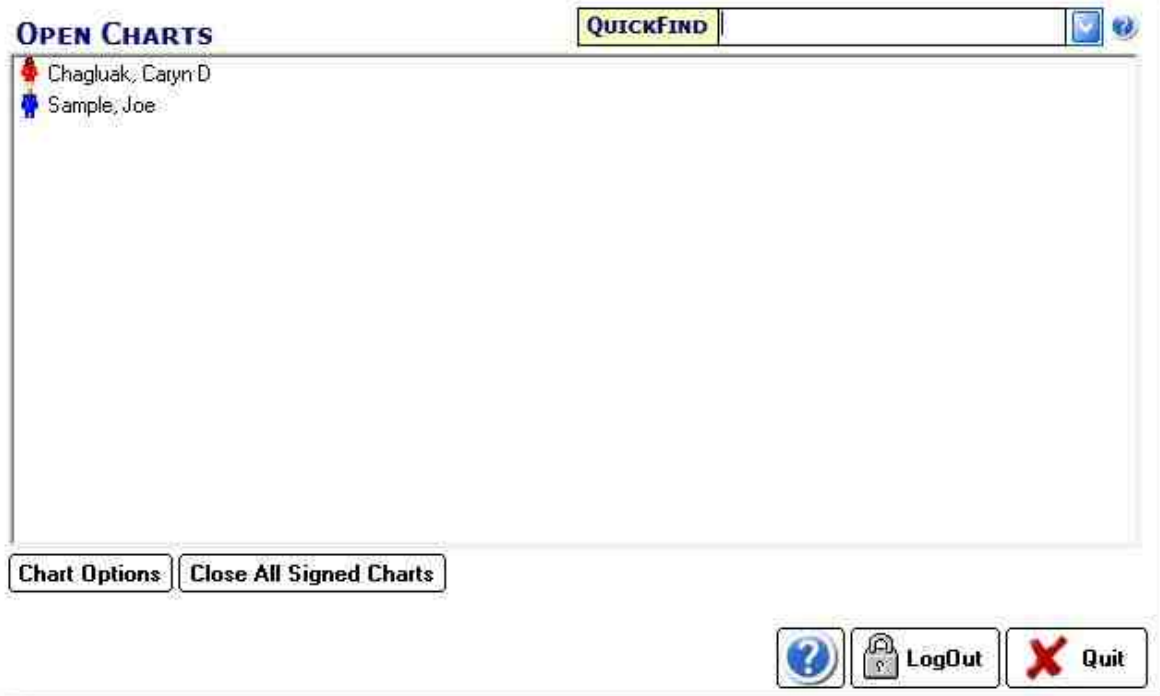 OPEN CHARTS
QUICKFIND
Chagluak, Caryn D
Sample, Joe
Chart Options
Close All Signed Charts
LogOut
Quit